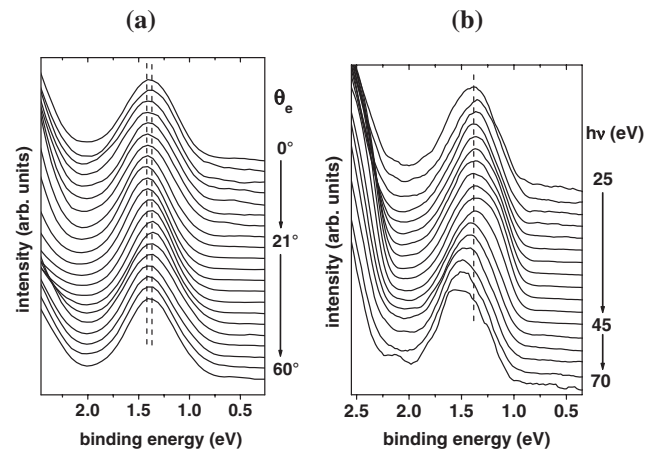 (a)
(b)
intensity (arb. units)
θe
0°
21°
60°
2.0 1.5 1.0 0.5
binding energy (eV)
intensity (arb. units)
hν (eV)
25
45
70
2.5 2.0 1.5 1.0 0.5
binding energy (eV)